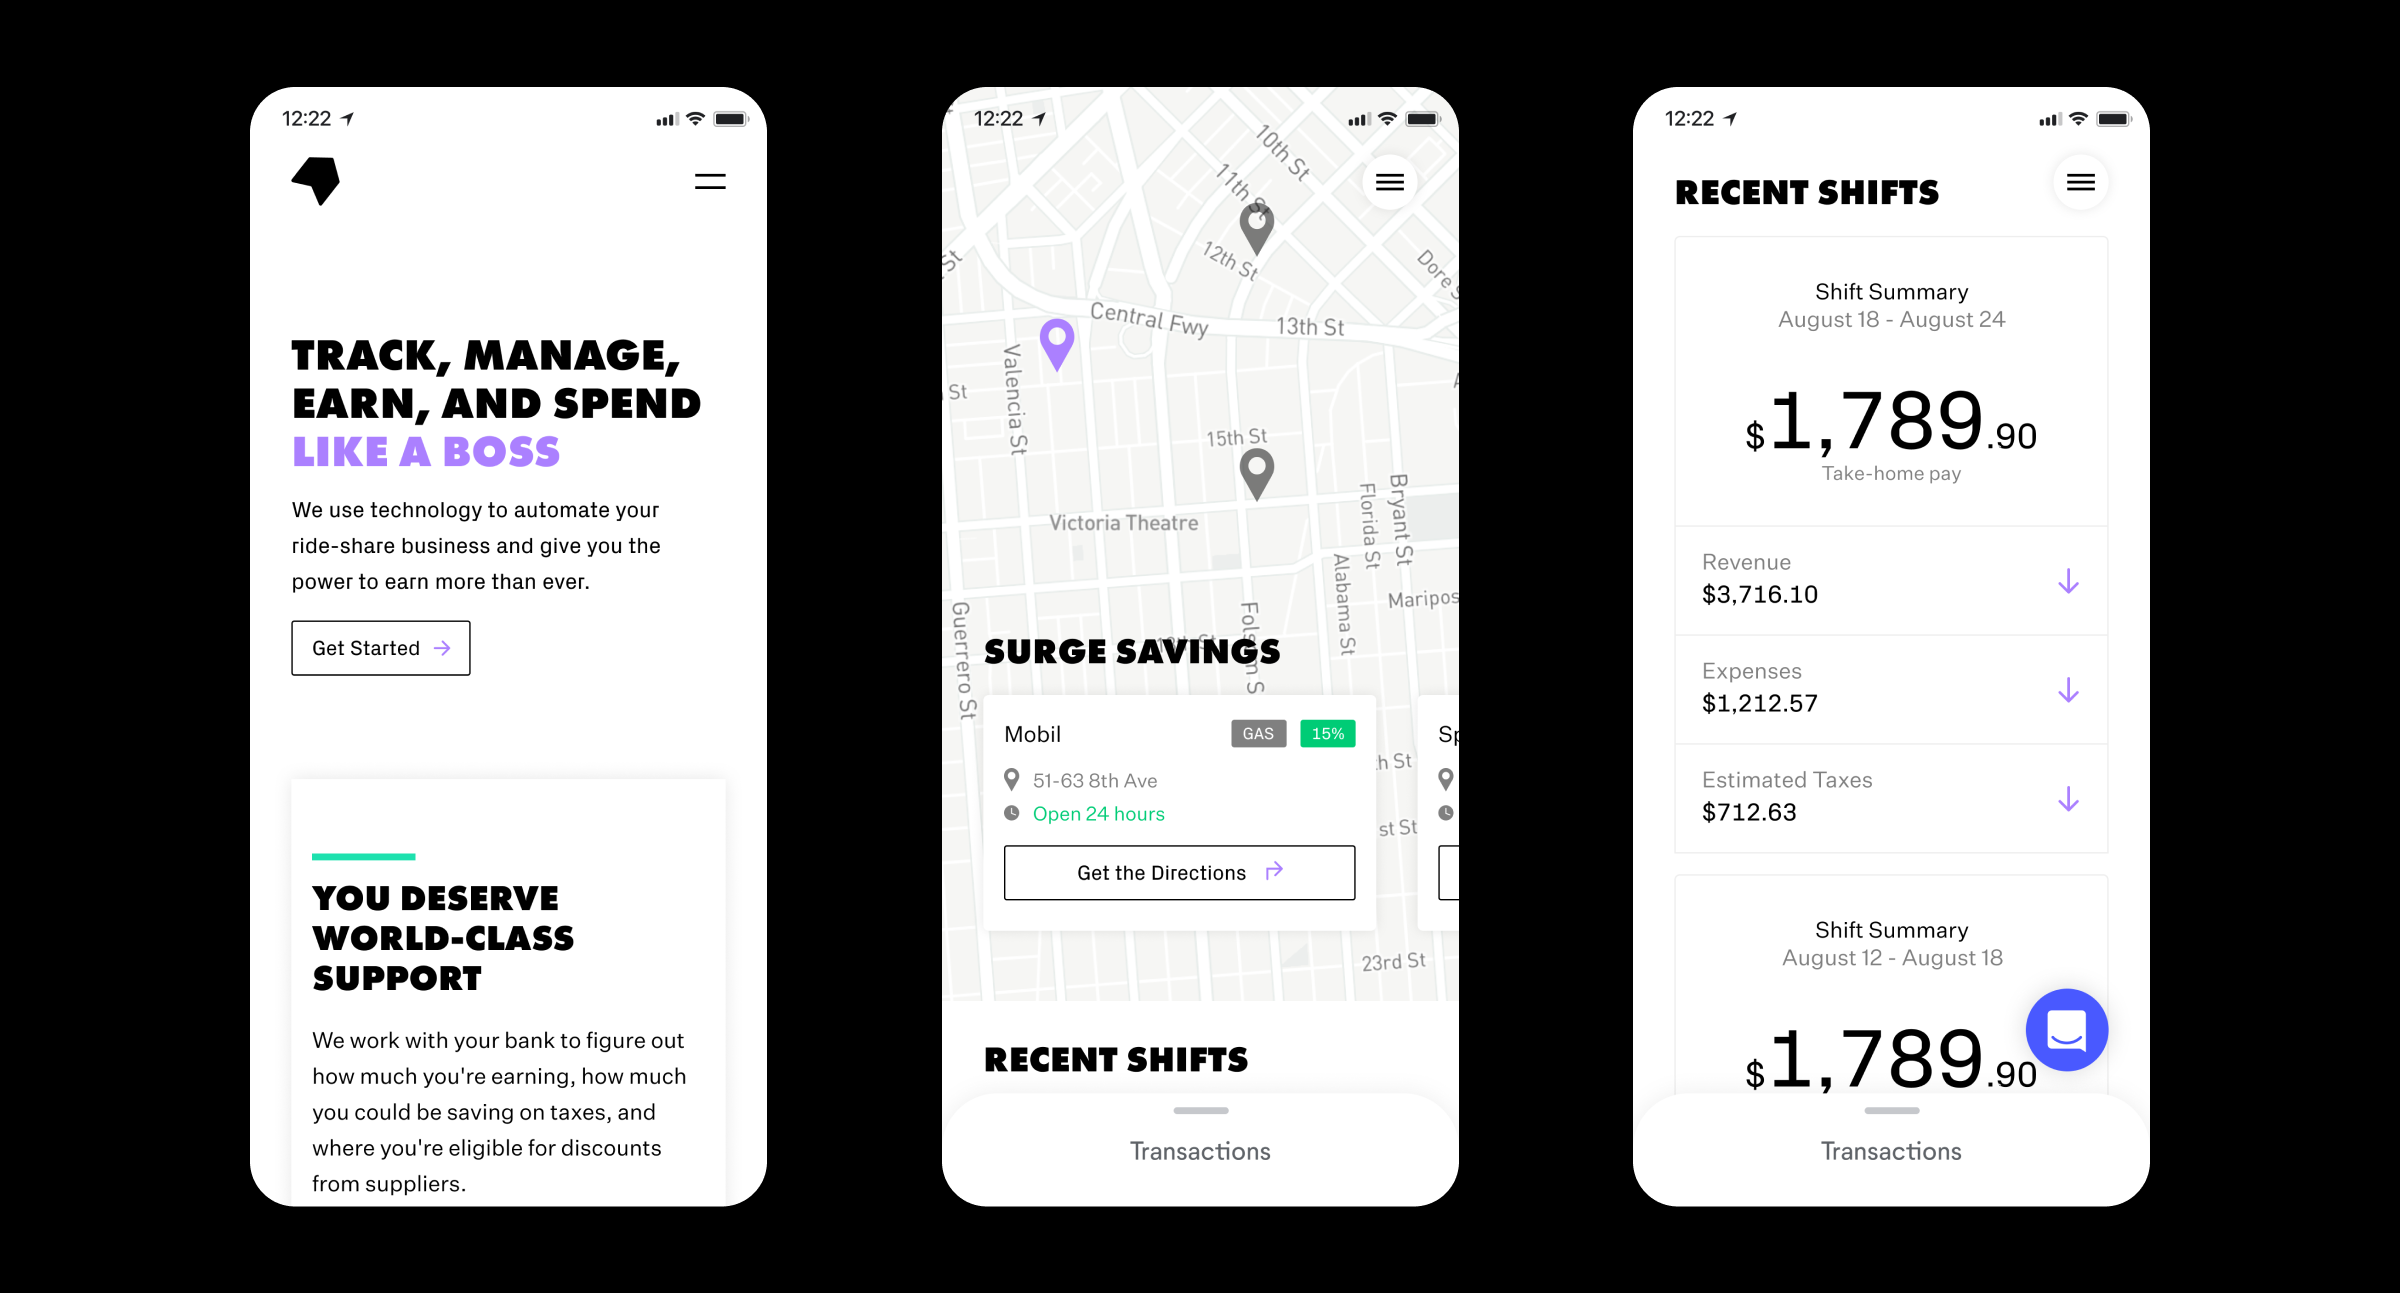 12:22
TRACK, MANAGE,
EARN, AND SPEND
LIKE A BOSS
We use technology to automate your
ride-share business and give you the
power to earn more than ever.
Get Started
YOU DESERVE
WORLD-CLASS
SUPPORT
We work with your bank to figure out
how much you're earning, how much
you could be saving on taxes, and
where you're eligible for discounts
from suppliers.
12:22
10th St
11th St
12th St
Dore
St
Central Fwy
13th St
Valencia St
St
15th St
Victoria Theatre
Florida St
Bryant St
Alabama St
Guerrero St
SURGE SAVINGS
Mobil
GAS
15%
51-63 8th Ave
Open 24 hours
Get the Directions
St
st St
23rd St
RECENT SHIFTS
Transactions
12:22
RECENT SHIFTS
Shift Summary
August 18 - August 24
$1,789.90
Take-home pay
Revenue
$3,716.10
Expenses
$1,212.57
Estimated Taxes
$712.63
Shift Summary
August 12 - August 18
$1,789.90
Transactions